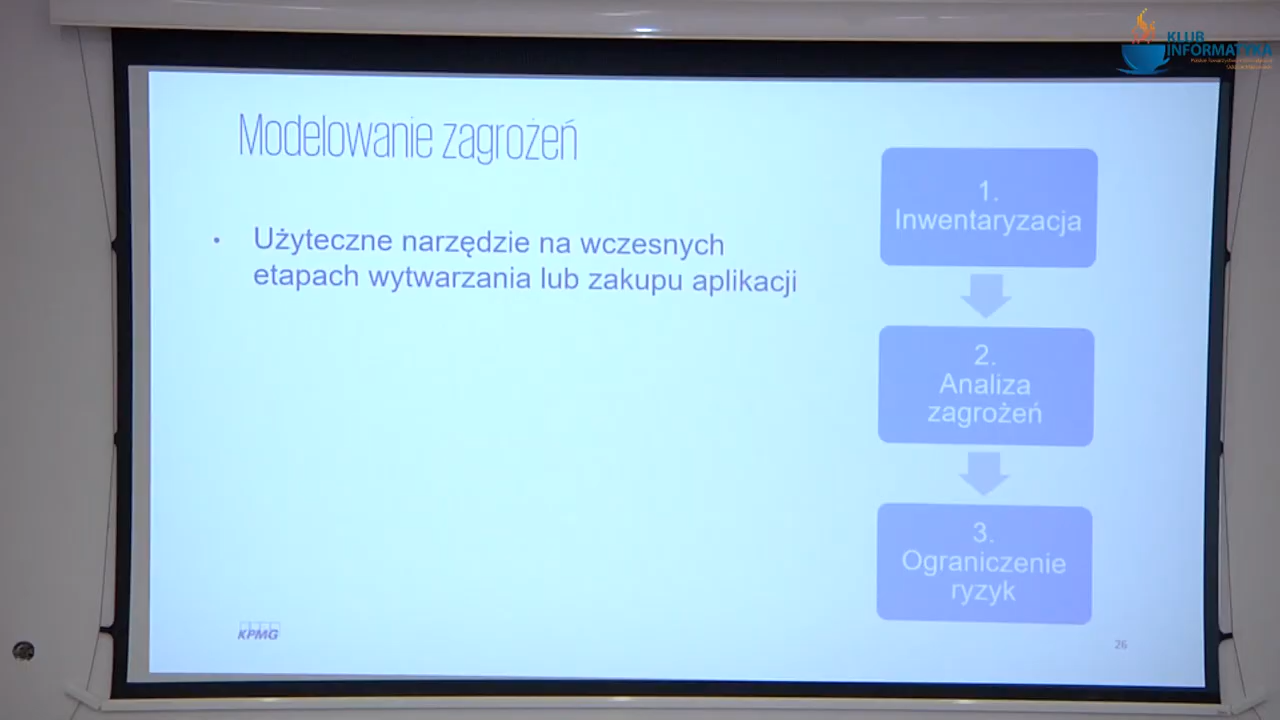 KLUB
INFORMATYKA
Modelowanie zagrożeń
• Użyteczne narzędzie na wczesnych
etapach wytwarzania lub zakupu aplikacji
1.
Inwentaryzacja
2.
Analiza
zagrożeń
3.
Ograniczenie
ryzyk
KPMG
26